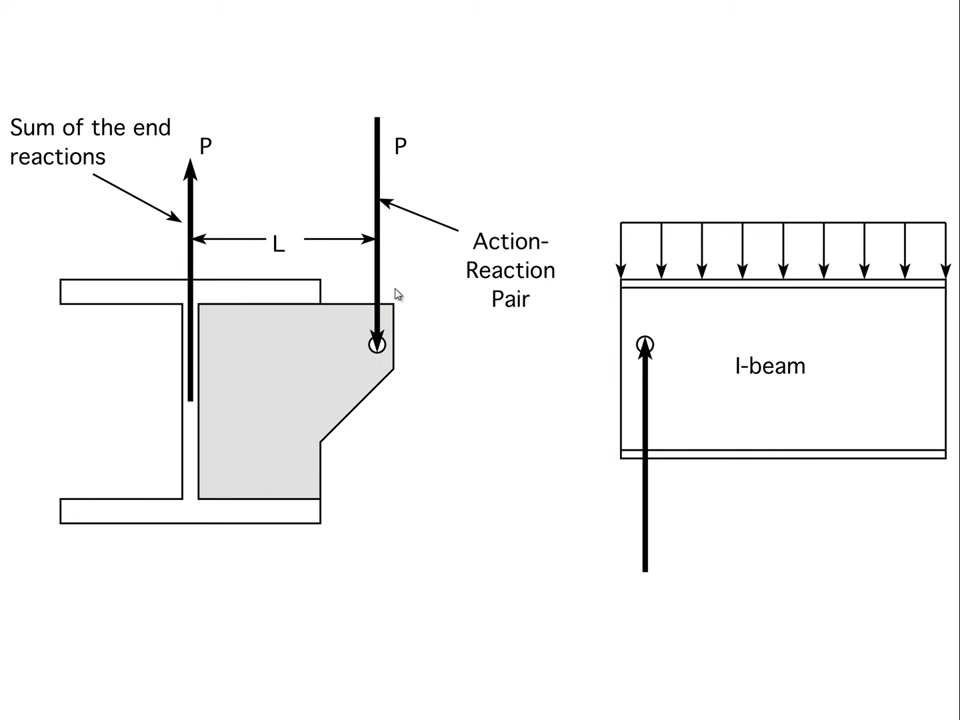 Sum of the end
reactions
P
P
L
Action-
Reaction
Pair
I-beam